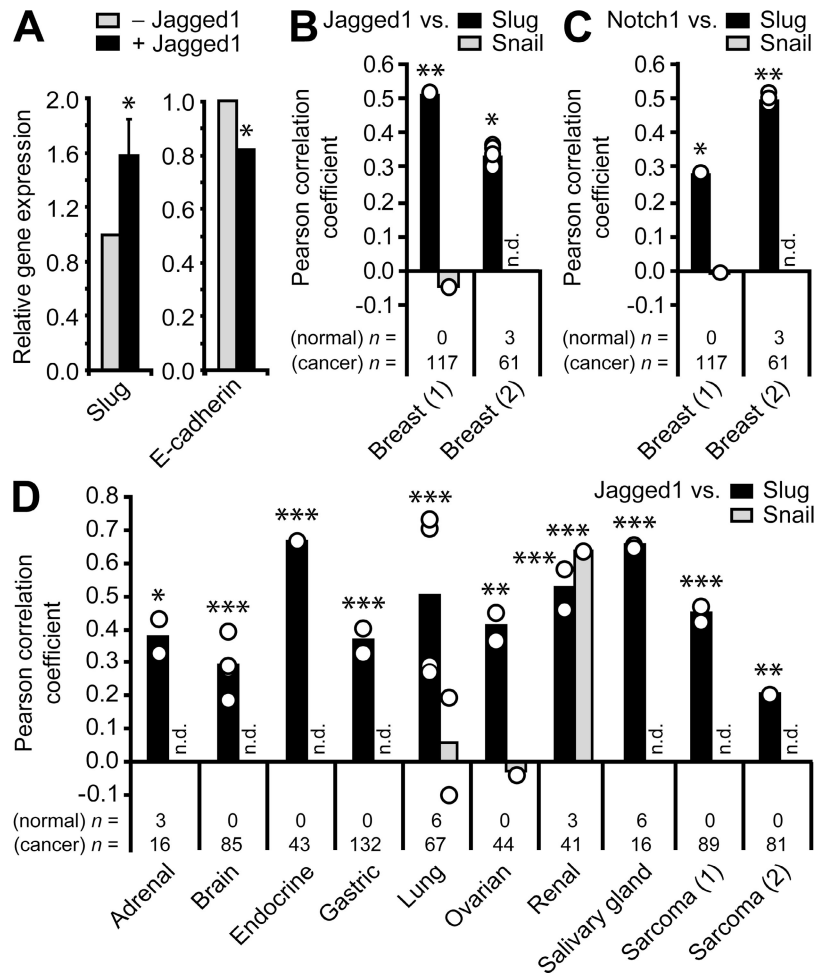 A
– Jagged1
+ Jagged1
Relative gene expression
2.0
1.6
1.2
0.8
0.4
0.0
*
Slug
1.0
0.8
0.6
0.4
0.2
0.0
*
E-cadherin
B
Jagged1 vs. Slug
Snail
Pearson correlation
coefficient
0.6
0.5
0.4
0.3
0.2
0.1
0.0
-0.1
**
*
n.d.
(normal) n = 0 3
(cancer) n = 117 61
Breast (1) Breast (2)
C
Notch1 vs. Slug
Snail
Pearson correlation
coefficient
0.6
0.5
0.4
0.3
0.2
0.1
0.0
-0.1
*
**
n.d.
(normal) n = 0 3
(cancer) n = 117 61
Breast (1) Breast (2)
D
Jagged1 vs. Slug
Snail
Pearson correlation
coefficient
0.8
0.7
0.6
0.5
0.4
0.3
0.2
0.1
0.0
-0.1
* *** *** *** *** ** *** *** *** *** **
n.d. n.d. n.d. n.d. n.d. n.d. n.d.
(normal) n = 3 0 0 0 6 0 3 6 0 0
(cancer) n = 16 85 43 132 67 44 41 16 89 81
Adrenal Brain Endocrine Gastric Lung Ovarian Renal Salivary gland Sarcoma (1) Sarcoma (2)